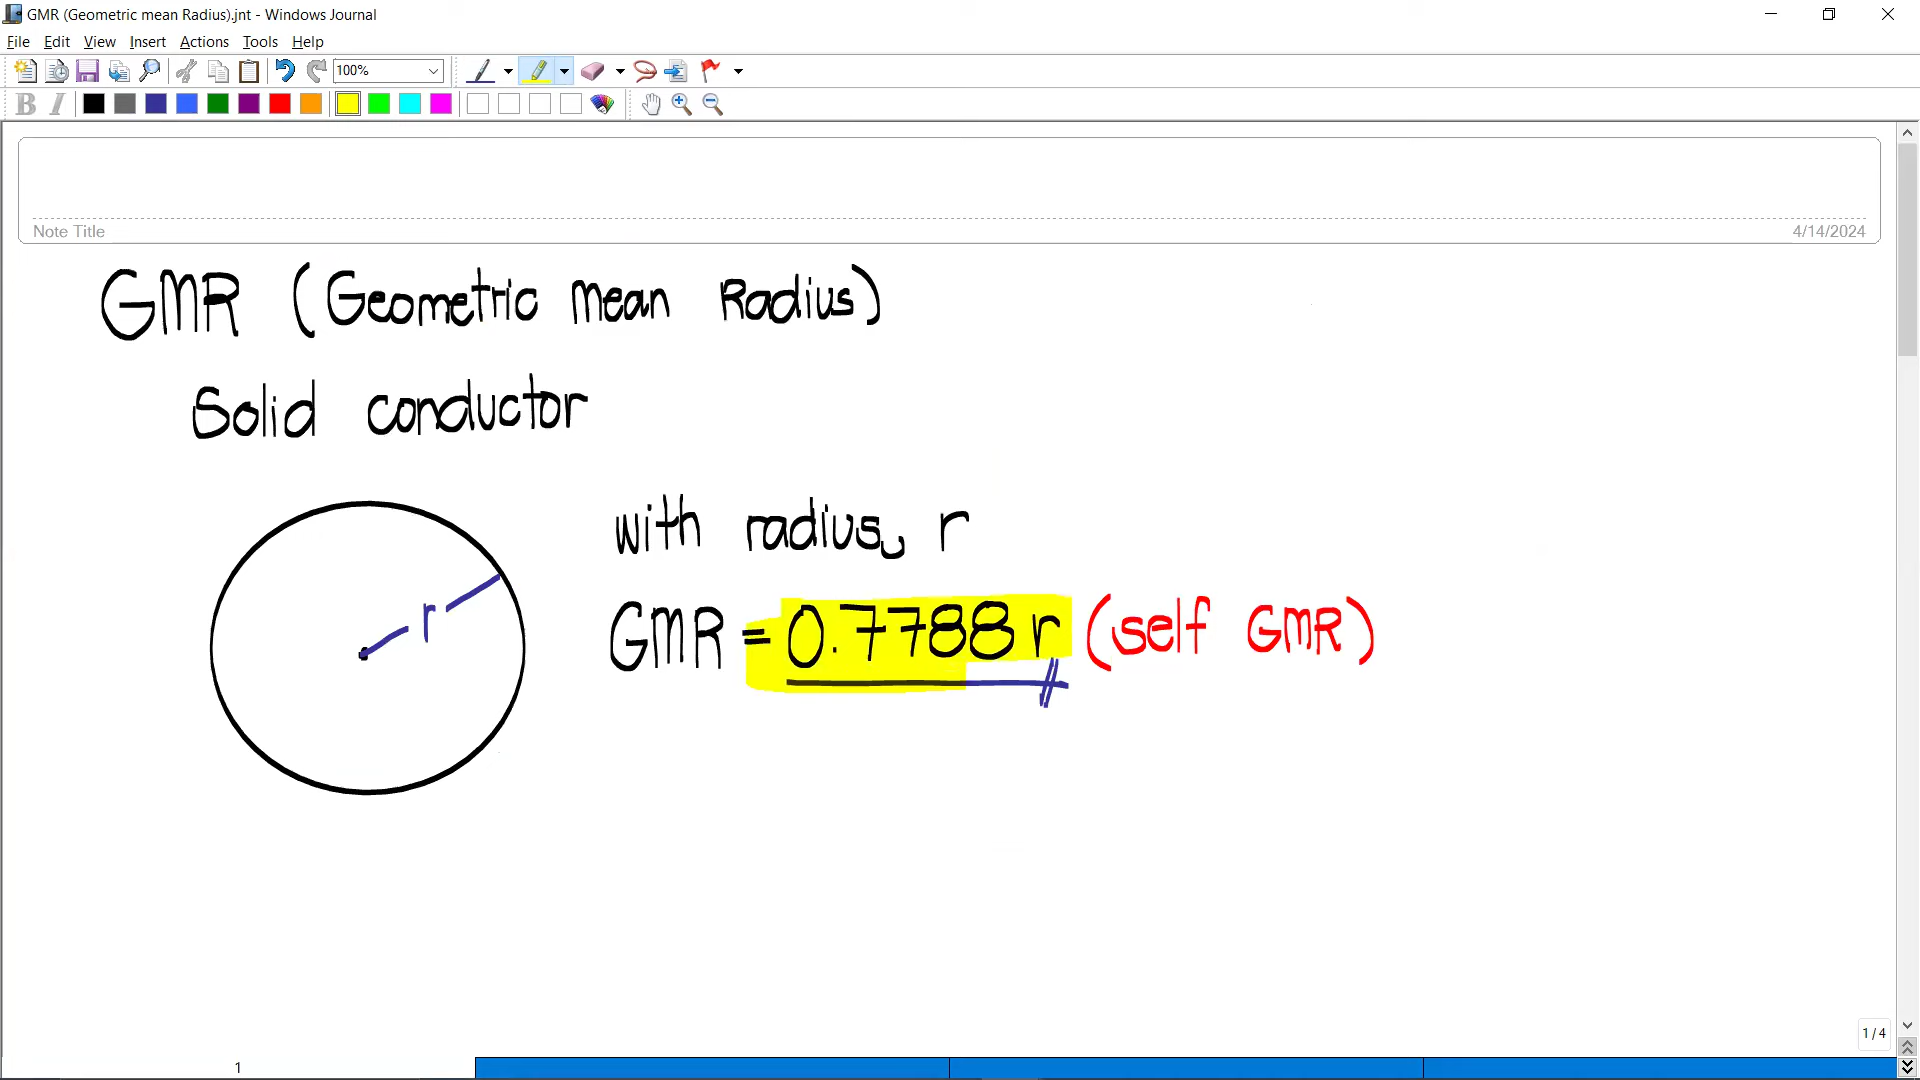 GMR (Geometric mean Radius).jnt - Windows Journal
File Edit View Insert Actions Tools Help
100%
B I
Note Title 4/14/2024
GMR (Geometric mean Radius)
Solid conductor
with radius, r
r
GMR = 0.7788 r (self GMR)
1 / 4
1